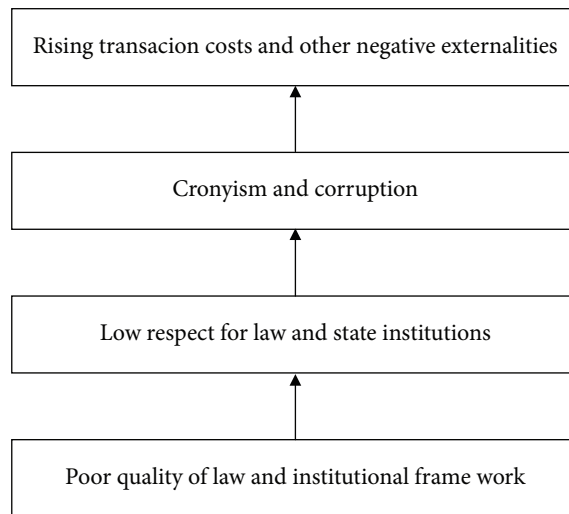 Rising transacion costs and other negative externalities
Cronyism and corruption
Low respect for law and state institutions
Poor quality of law and institutional frame work